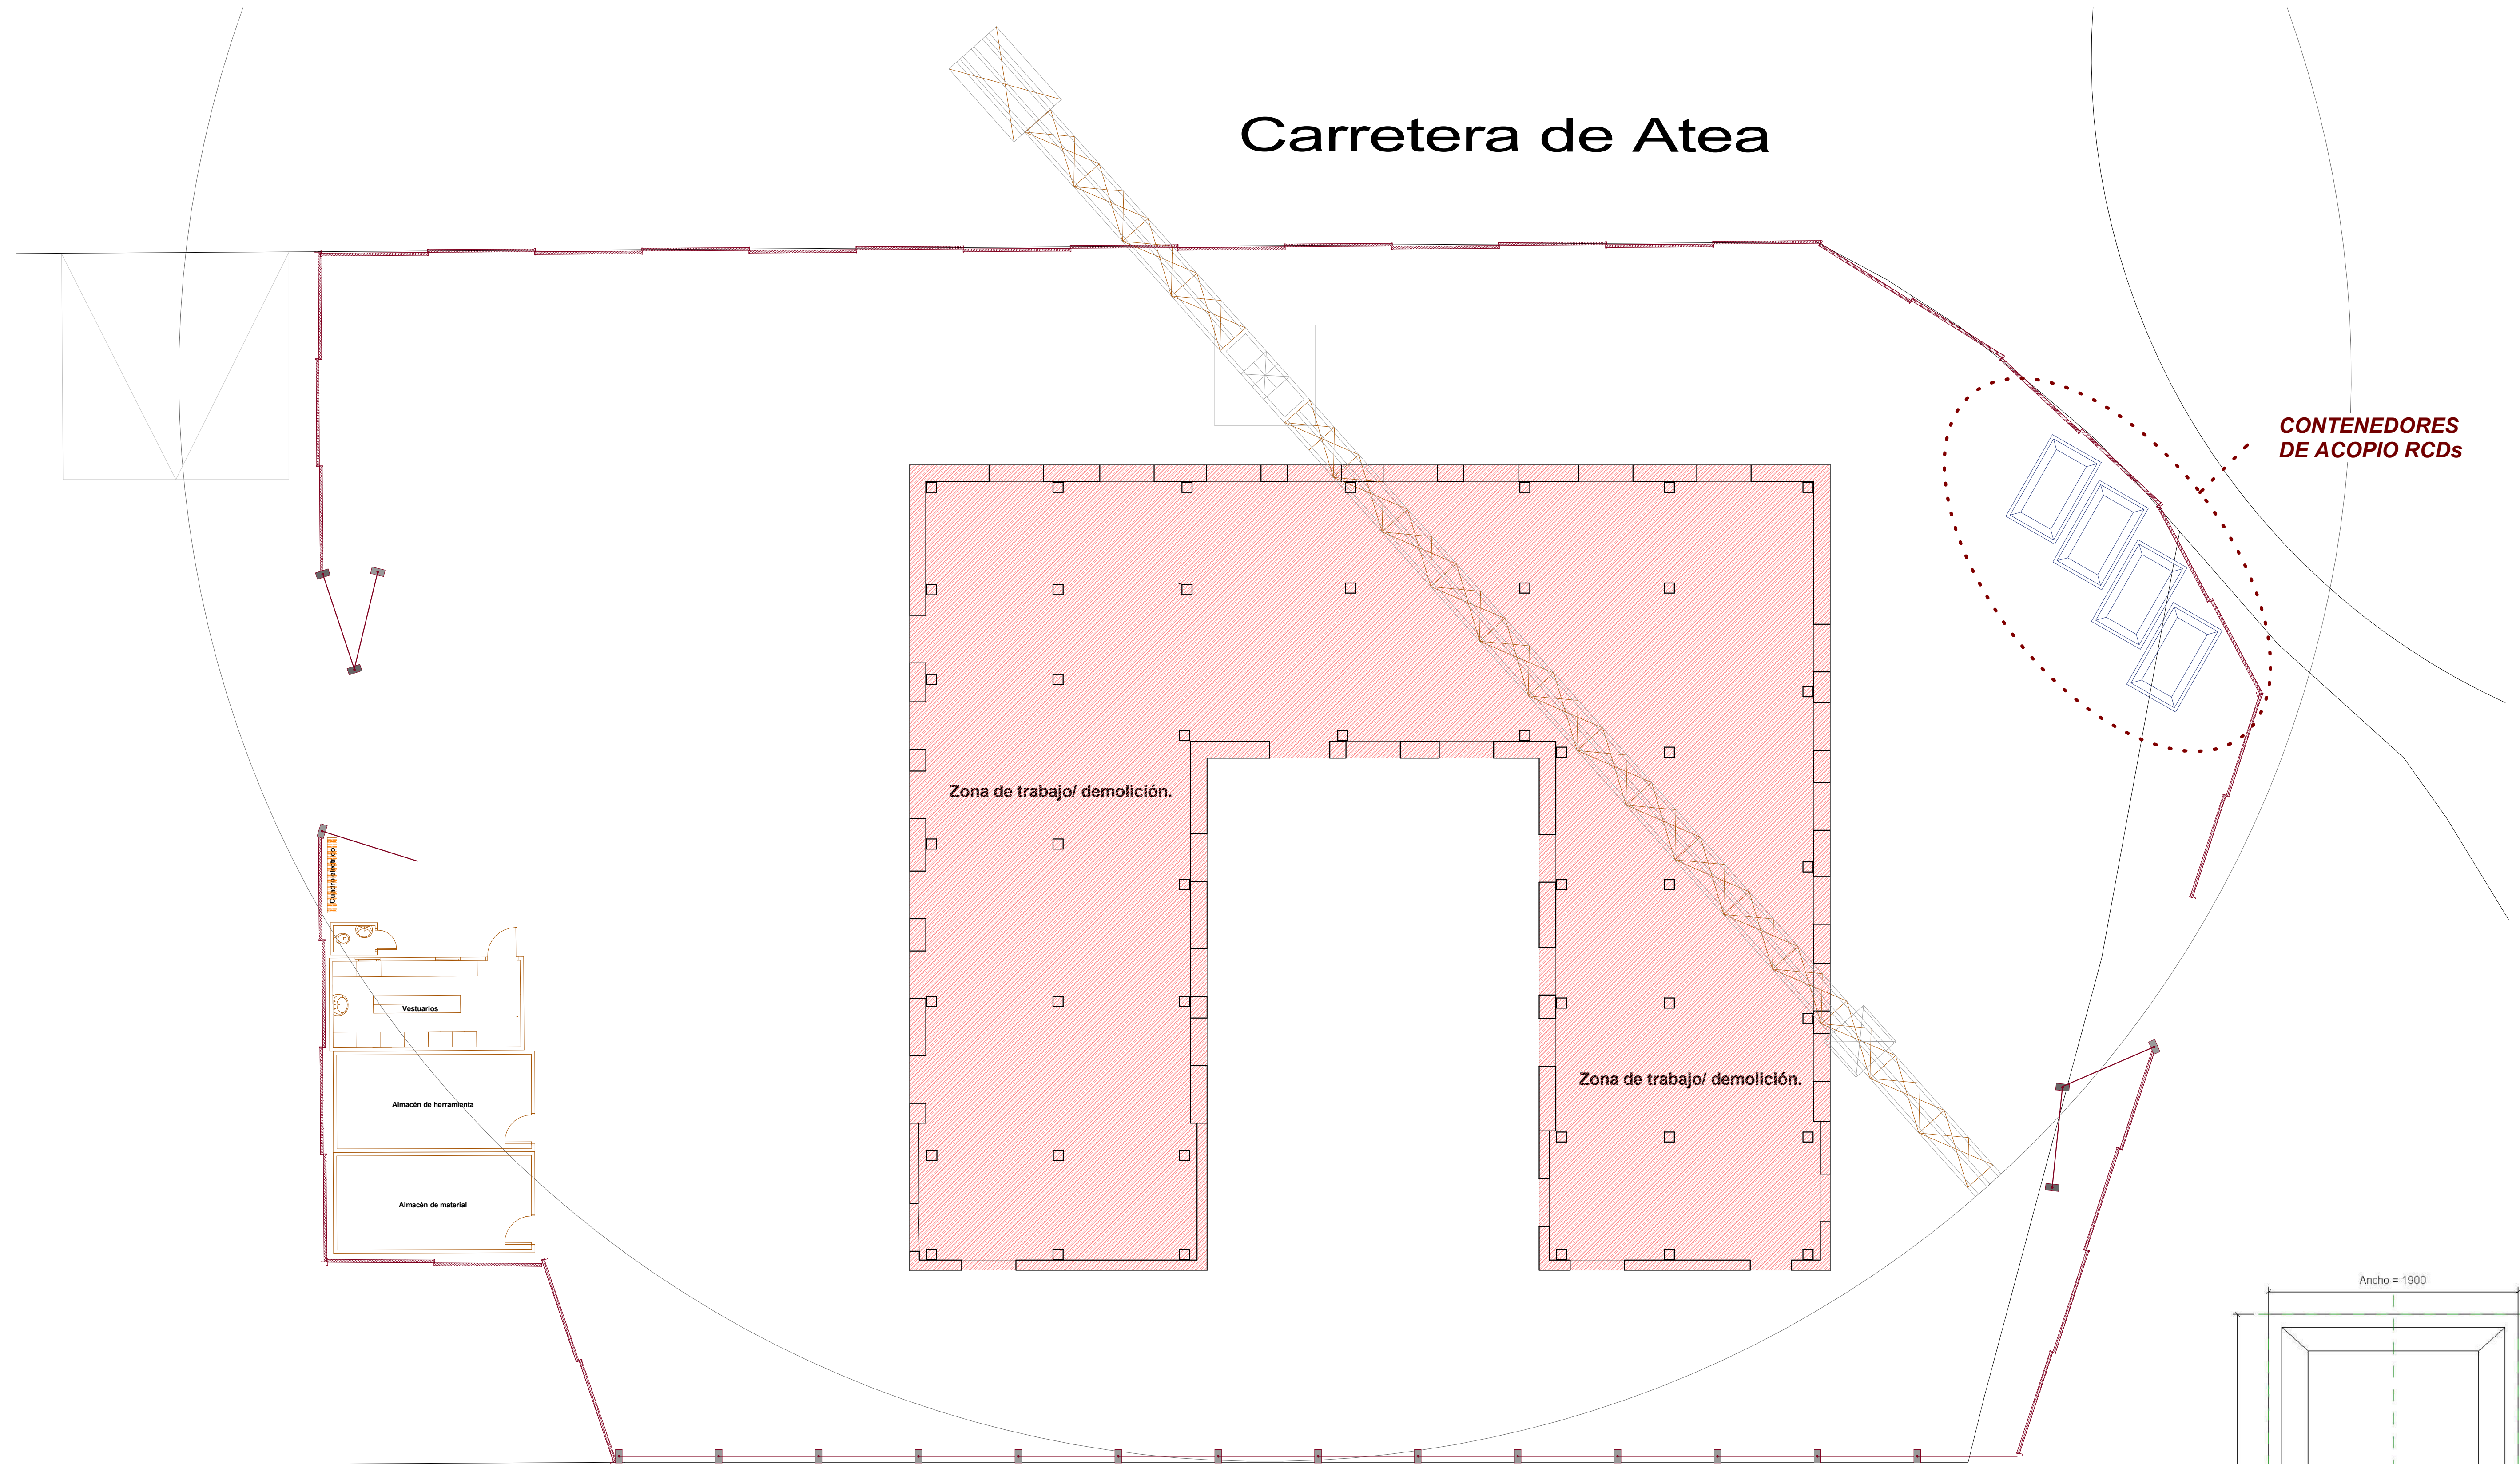 Carretera de Atea
CONTENEDORES
DE ACOPIO RCDs
Zona de trabajo/ demolición.
Cuadro eléctrico
Vestuarios
Zona de trabajo/ demolición.
Almacén de herramienta
Almacén de material
Ancho = 1900